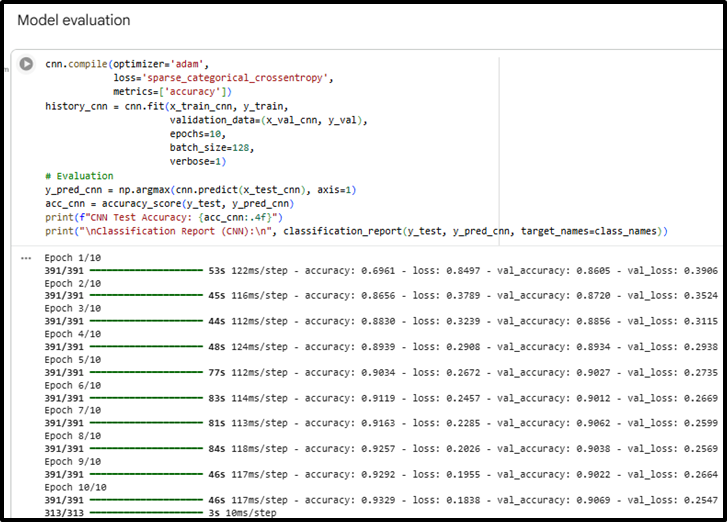 Model evaluation
cnn.compile(optimizer='adam',
loss='sparse_categorical_crossentropy',
metrics=['accuracy'])
history_cnn = cnn.fit(x_train_cnn, y_train,
validation_data=(x_val_cnn, y_val),
epochs=10,
batch_size=128,
verbose=1)
# Evaluation
y_pred_cnn = np.argmax(cnn.predict(x_test_cnn), axis=1)
acc_cnn = accuracy_score(y_test, y_pred_cnn)
print(f"CNN Test Accuracy: {acc_cnn:.4f}")
print("\nClassification Report (CNN):\n", classification_report(y_test, y_pred_cnn, target_names=class_names))
Epoch 1/10
391/391 53s 122ms/step - accuracy: 0.6961 - loss: 0.8497 - val_accuracy: 0.8605 - val_loss: 0.3906
Epoch 2/10
391/391 45s 116ms/step - accuracy: 0.8656 - loss: 0.3789 - val_accuracy: 0.8720 - val_loss: 0.3524
Epoch 3/10
391/391 44s 112ms/step - accuracy: 0.8830 - loss: 0.3239 - val_accuracy: 0.8856 - val_loss: 0.3115
Epoch 4/10
391/391 48s 124ms/step - accuracy: 0.8939 - loss: 0.2908 - val_accuracy: 0.8934 - val_loss: 0.2938
Epoch 5/10
391/391 77s 112ms/step - accuracy: 0.9034 - loss: 0.2672 - val_accuracy: 0.9027 - val_loss: 0.2735
Epoch 6/10
391/391 83s 114ms/step - accuracy: 0.9119 - loss: 0.2457 - val_accuracy: 0.9012 - val_loss: 0.2669
Epoch 7/10
391/391 81s 113ms/step - accuracy: 0.9163 - loss: 0.2285 - val_accuracy: 0.9062 - val_loss: 0.2599
Epoch 8/10
391/391 84s 118ms/step - accuracy: 0.9257 - loss: 0.2026 - val_accuracy: 0.9038 - val_loss: 0.2569
Epoch 9/10
391/391 46s 117ms/step - accuracy: 0.9292 - loss: 0.1955 - val_accuracy: 0.9022 - val_loss: 0.2664
Epoch 10/10
391/391 46s 117ms/step - accuracy: 0.9329 - loss: 0.1838 - val_accuracy: 0.9069 - val_loss: 0.2547
313/313 3s 10ms/step